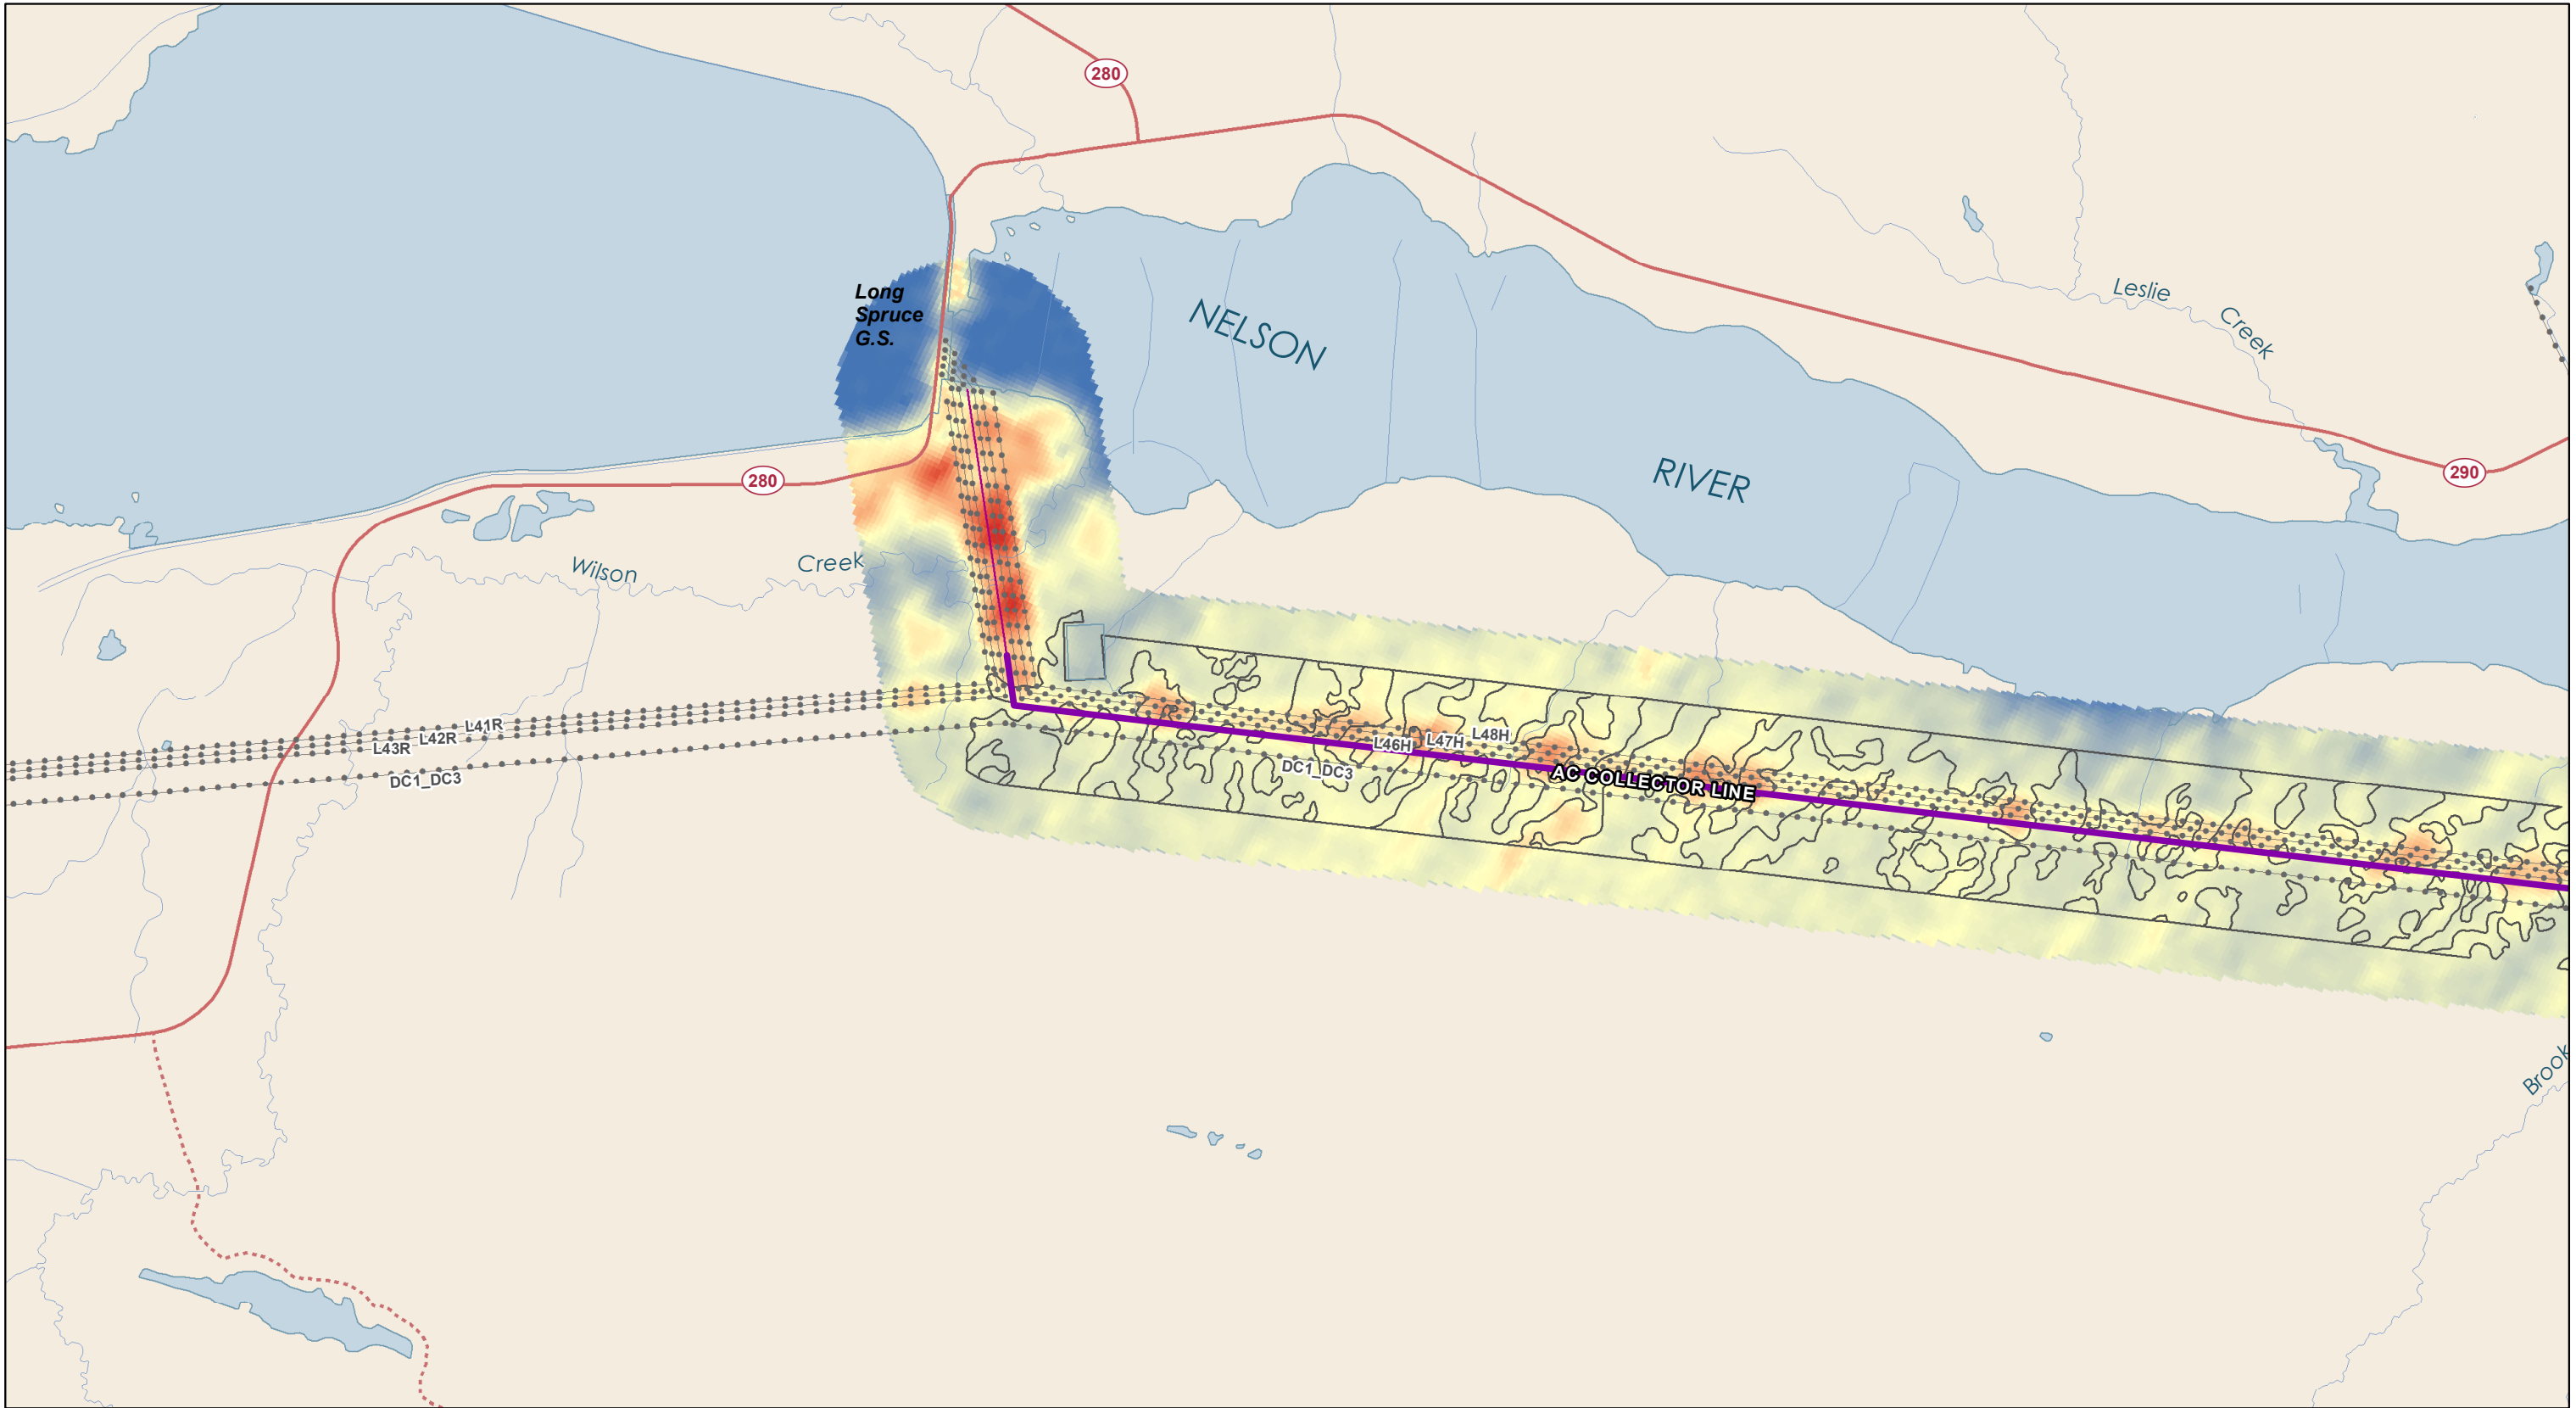 280
Long
Spruce
G.S.
NELSON
Leslie
Creek
RIVER
280
290
Wilson
Creek
L41R
L42R
L43R
DC1_DC3
L48H
L47H
L46H
DC1_DC3
AC COLLECTOR LINE
Brook